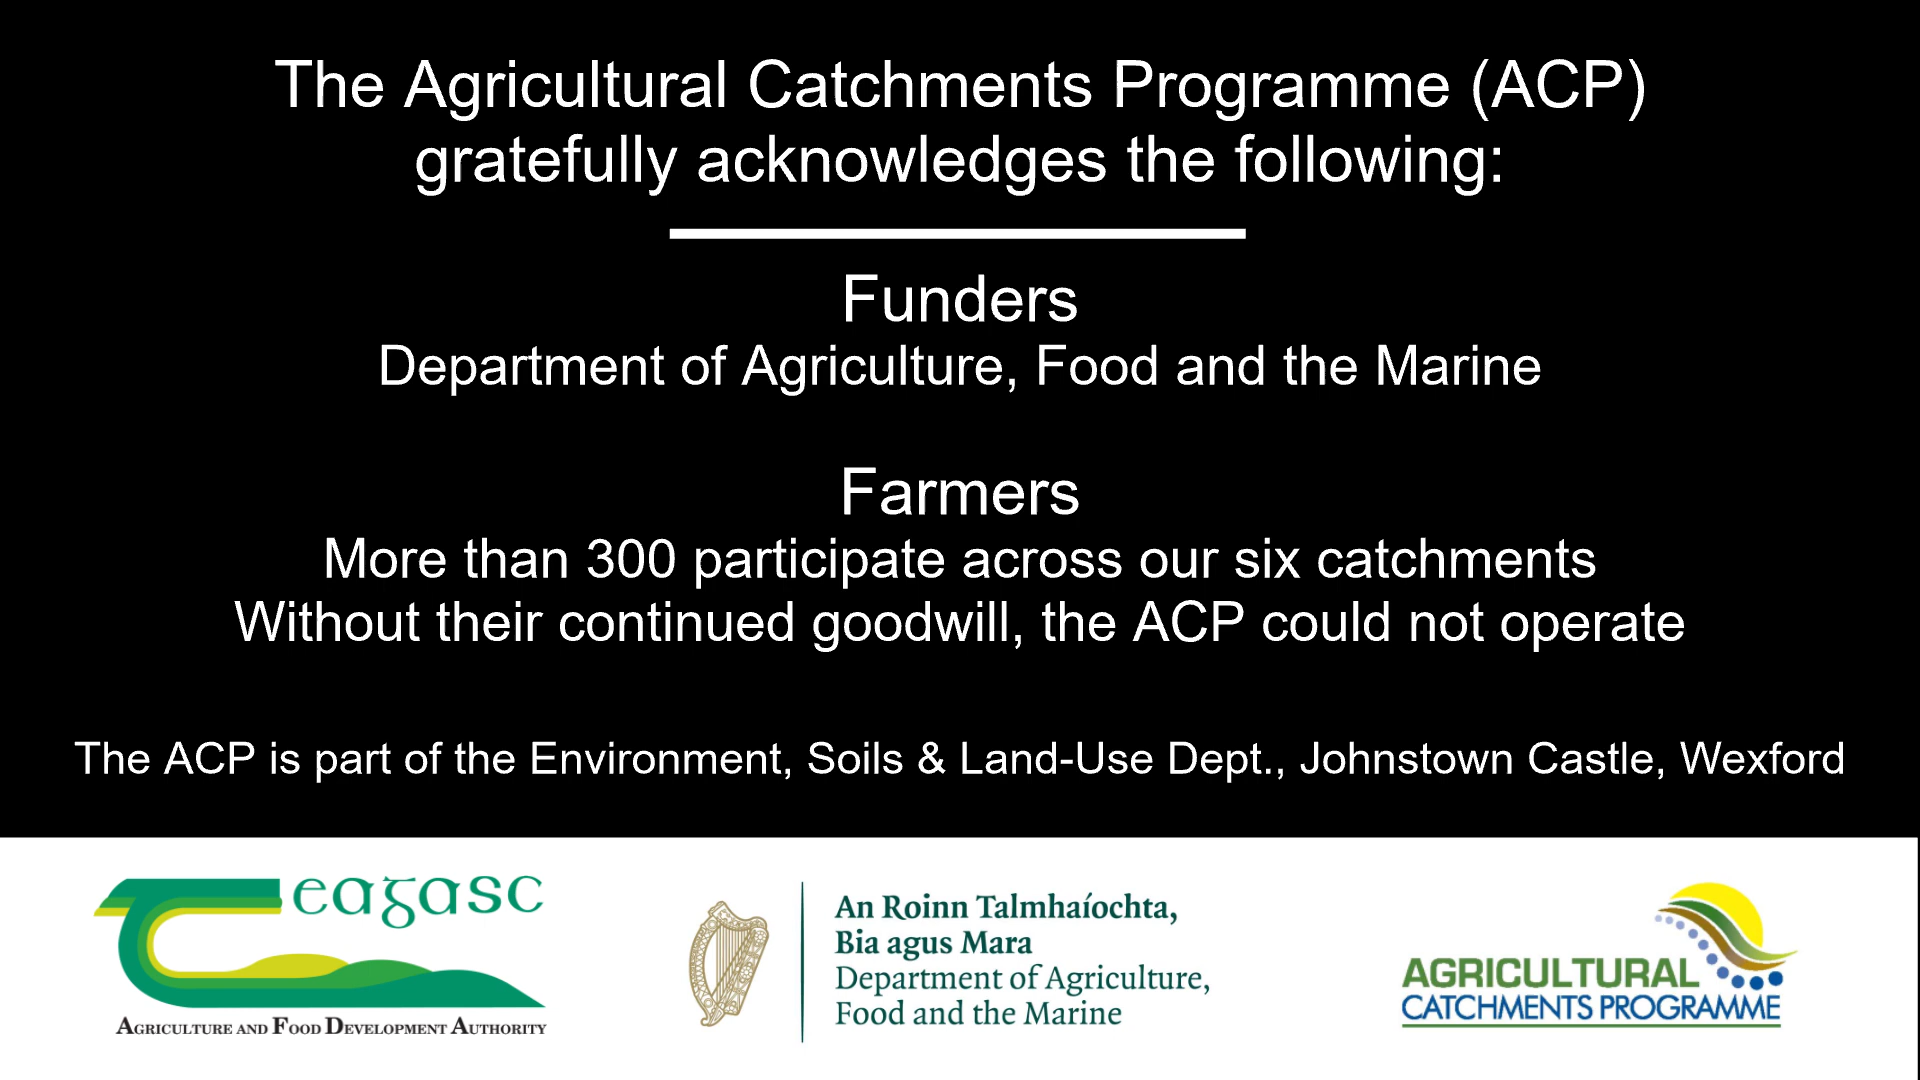 The Agricultural Catchments Programme (ACP)
gratefully acknowledges the following:
Funders
Department of Agriculture, Food and the Marine
Farmers
More than 300 participate across our six catchments
Without their continued goodwill, the ACP could not operate
The ACP is part of the Environment, Soils & Land-Use Dept., Johnstown Castle, Wexford
Teagasc
AGRICULTURE AND FOOD DEVELOPMENT AUTHORITY
An Roinn Talmhaíochta,
Bia agus Mara
Department of Agriculture,
Food and the Marine
AGRICULTURAL
CATCHMENTS PROGRAMME